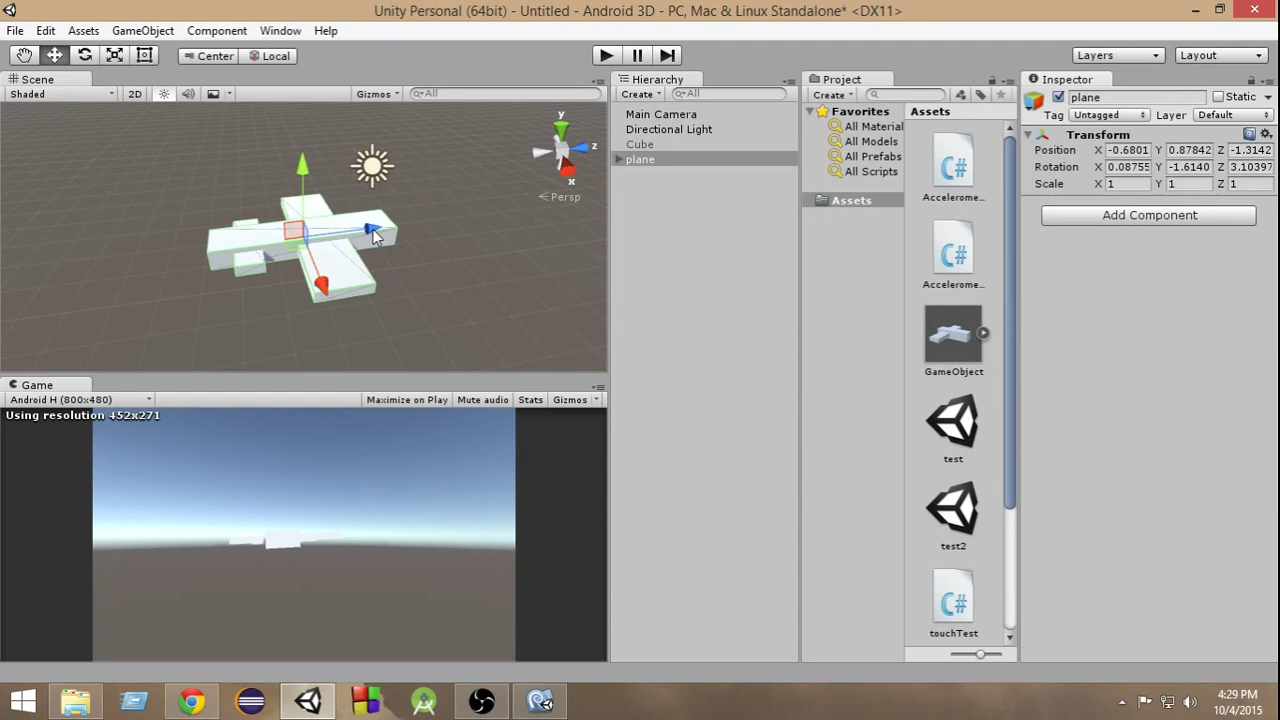 Unity Personal (64bit) - Untitled - Android 3D - PC, Mac & Linux Standalone* <DX11>
File Edit Assets GameObject Component Window Help
Center Local Layers Layout
Scene
Shaded 2D Gizmos All
y
z
x
Persp
Game
Android H (800x480) Maximize on Play Mute audio Stats Gizmos
Using resolution 452x271
Hierarchy
Create All
Main Camera
Directional Light
Cube
plane
Project
Create
Favorites
All Material
All Models
All Prefabs
All Scripts
Assets
Assets
C#
Accelerome...
C#
Accelerome...
GameObject
test
test2
C#
touchTest
Inspector
plane Static
Tag Untagged Layer Default
Transform
Position X -0.6801 Y 0.87842 Z -1.3142
Rotation X 0.08755 Y -1.6140 Z 3.10397
Scale X 1 Y 1 Z 1
Add Component
4:29 PM
10/4/2015